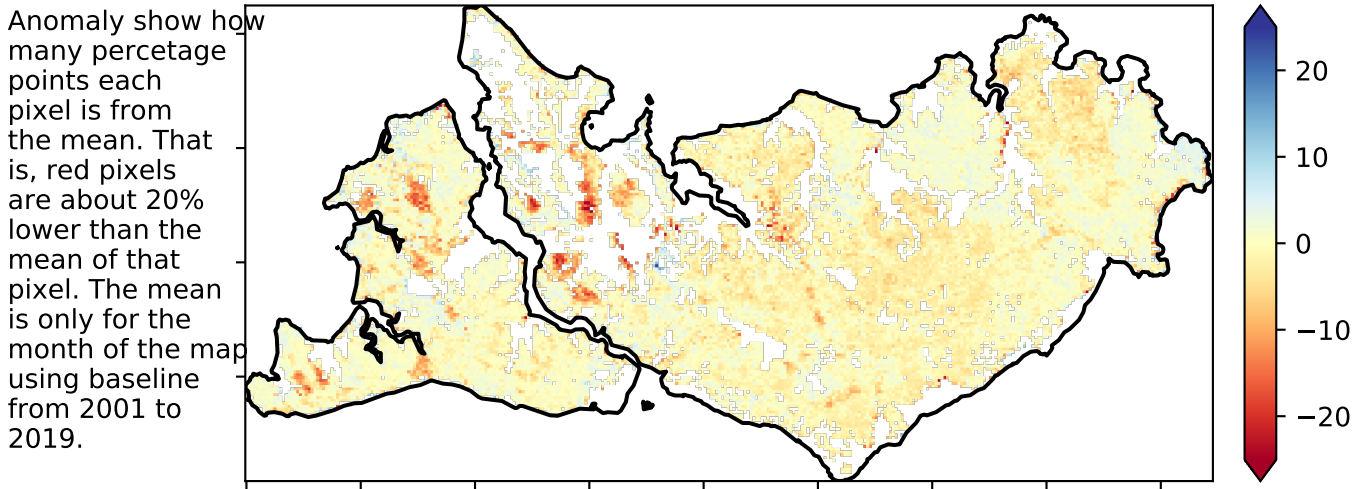 Anomaly show how
many percetage
points each
pixel is from
the mean. That
is, red pixels
are about 20%
lower than the
mean of that
pixel. The mean
is only for the
month of the map
using baseline
from 2001 to
2019.
20
10
0
−10
−20